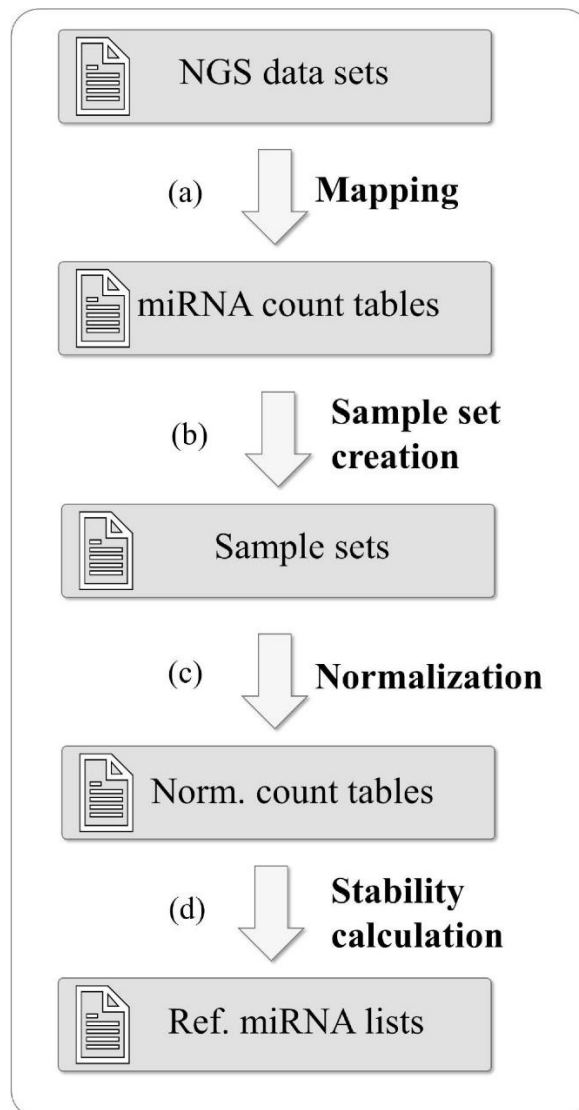 NGS data sets
(a) Mapping
miRNA count tables
(b) Sample set
creation
Sample sets
(c) Normalization
Norm. count tables
(d) Stability
calculation
Ref. miRNA lists